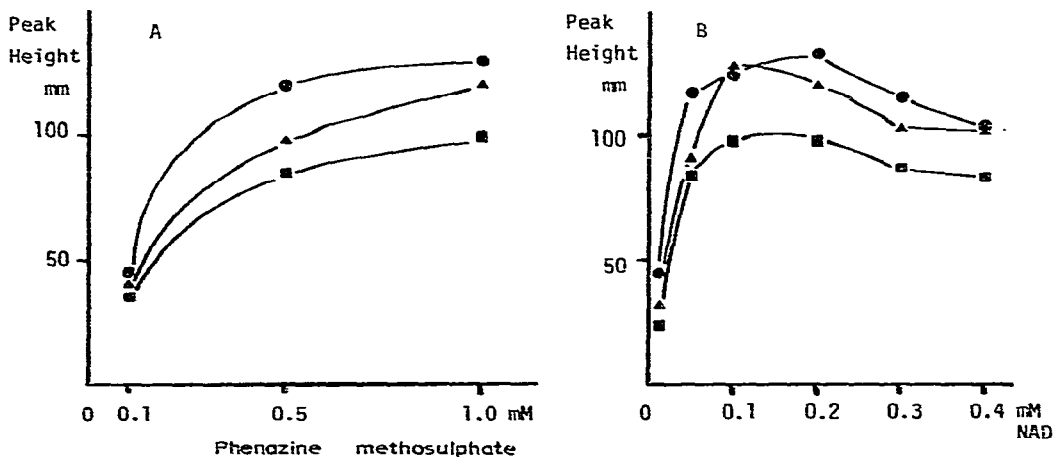 Peak
Height
mm
A
100
50
0 0.1 0.5 1.0 mM
Phenazine methosulphate
Peak
Height
mm
B
100
50
0 0.1 0.2 0.3 0.4 mM
NAD